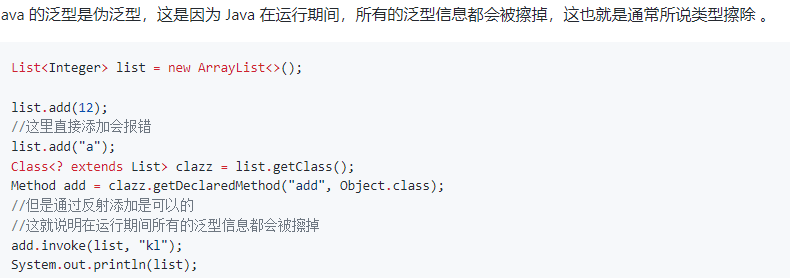 ava 的泛型是伪泛型，这是因为 Java 在运行期间，所有的泛型信息都会被擦掉，这也就是通常所说类型擦除 。
List<Integer> list = new ArrayList<>();
list.add(12);
//这里直接添加会报错
list.add("a");
Class<? extends List> clazz = list.getClass();
Method add = clazz.getDeclaredMethod("add", Object.class);
//但是通过反射添加是可以的
//这就说明在运行期间所有的泛型信息都会被擦掉
add.invoke(list, "kl");
System.out.println(list);